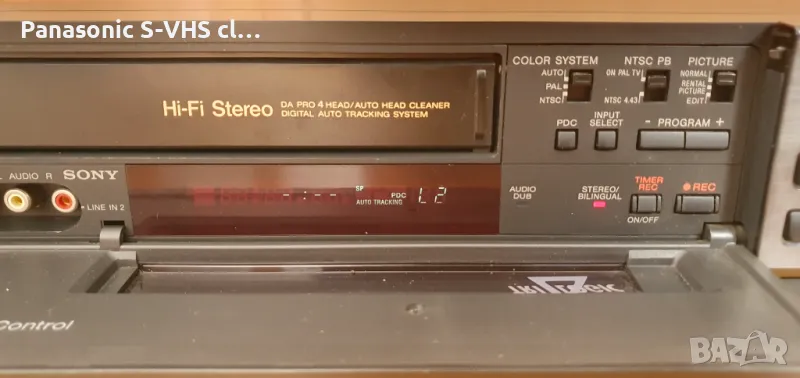 Panasonic S-VHS cl...
COLOR SYSTEM
NTSC PB
PICTURE
AUTO
PAL
NTSC
ON PAL TV
NTSC 4.43
NORMAL
RENTAL PICTURE
EDIT
Hi-Fi Stereo
DA PRO 4 HEAD/AUTO HEAD CLEANER
DIGITAL AUTO TRACKING SYSTEM
PDC
INPUT SELECT
- PROGRAM +
L AUDIO R
SONY
LINE IN 2
-:--
SP
PDC
AUTO TRACKING
L2
AUDIO DUB
STEREO/
BILINGUAL
TIMER REC
ON/OFF
REC
TRI LOGIC
Control
BAZAR